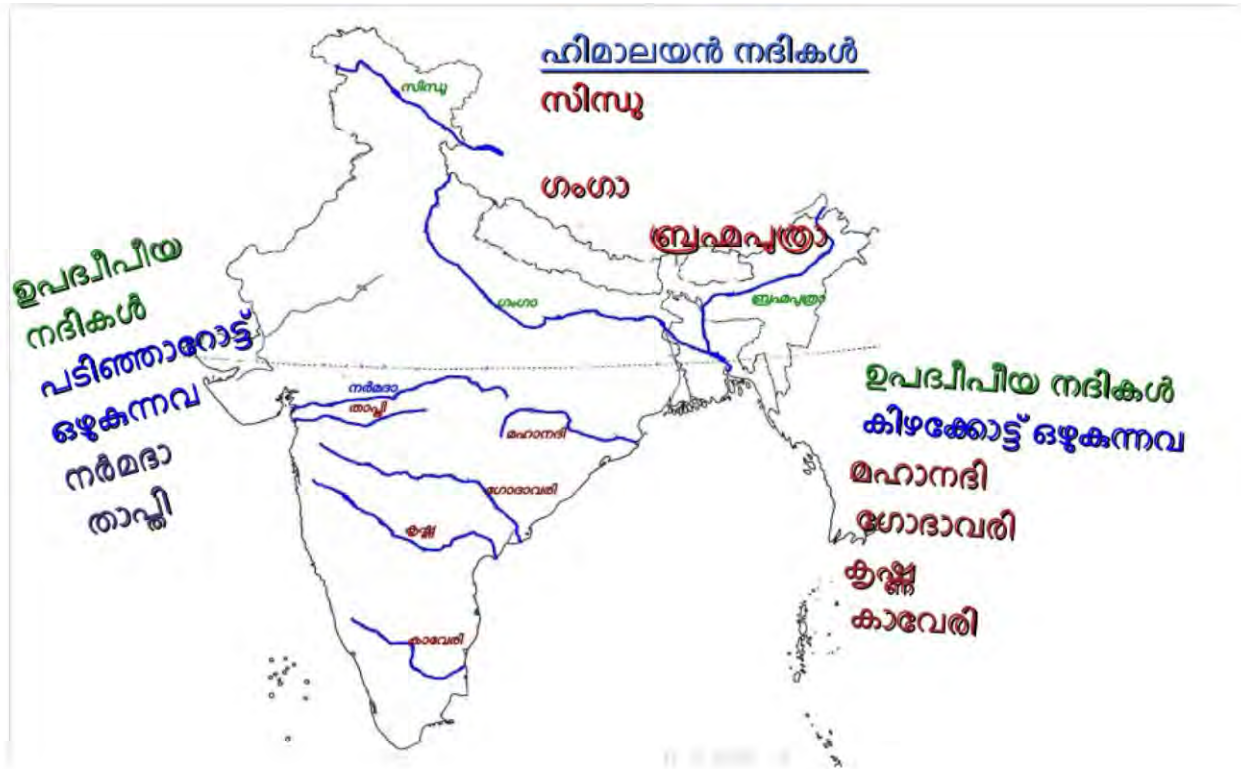 ഹിമാലയൻ നദികൾ
സിന്ധു
ഗംഗാ
ബ്രഹ്മപുത്രാ
സിന്ധു
ഗംഗാ
ബ്രഹ്മപുത്രാ
ഉപദ്വീപീയ
നദികൾ
പടിഞ്ഞാറോട്ട്
ഒഴുകുന്നവ
നർമദാ
താപ്തി
നർമദാ
താപ്തി
മഹാനദി
ഗോദാവരി
കൃഷ്ണ
കാവേരി
ഉപദ്വീപീയ നദികൾ
കിഴക്കോട്ട് ഒഴുകുന്നവ
മഹാനദി
ഗോദാവരി
കൃഷ്ണ
കാവേരി